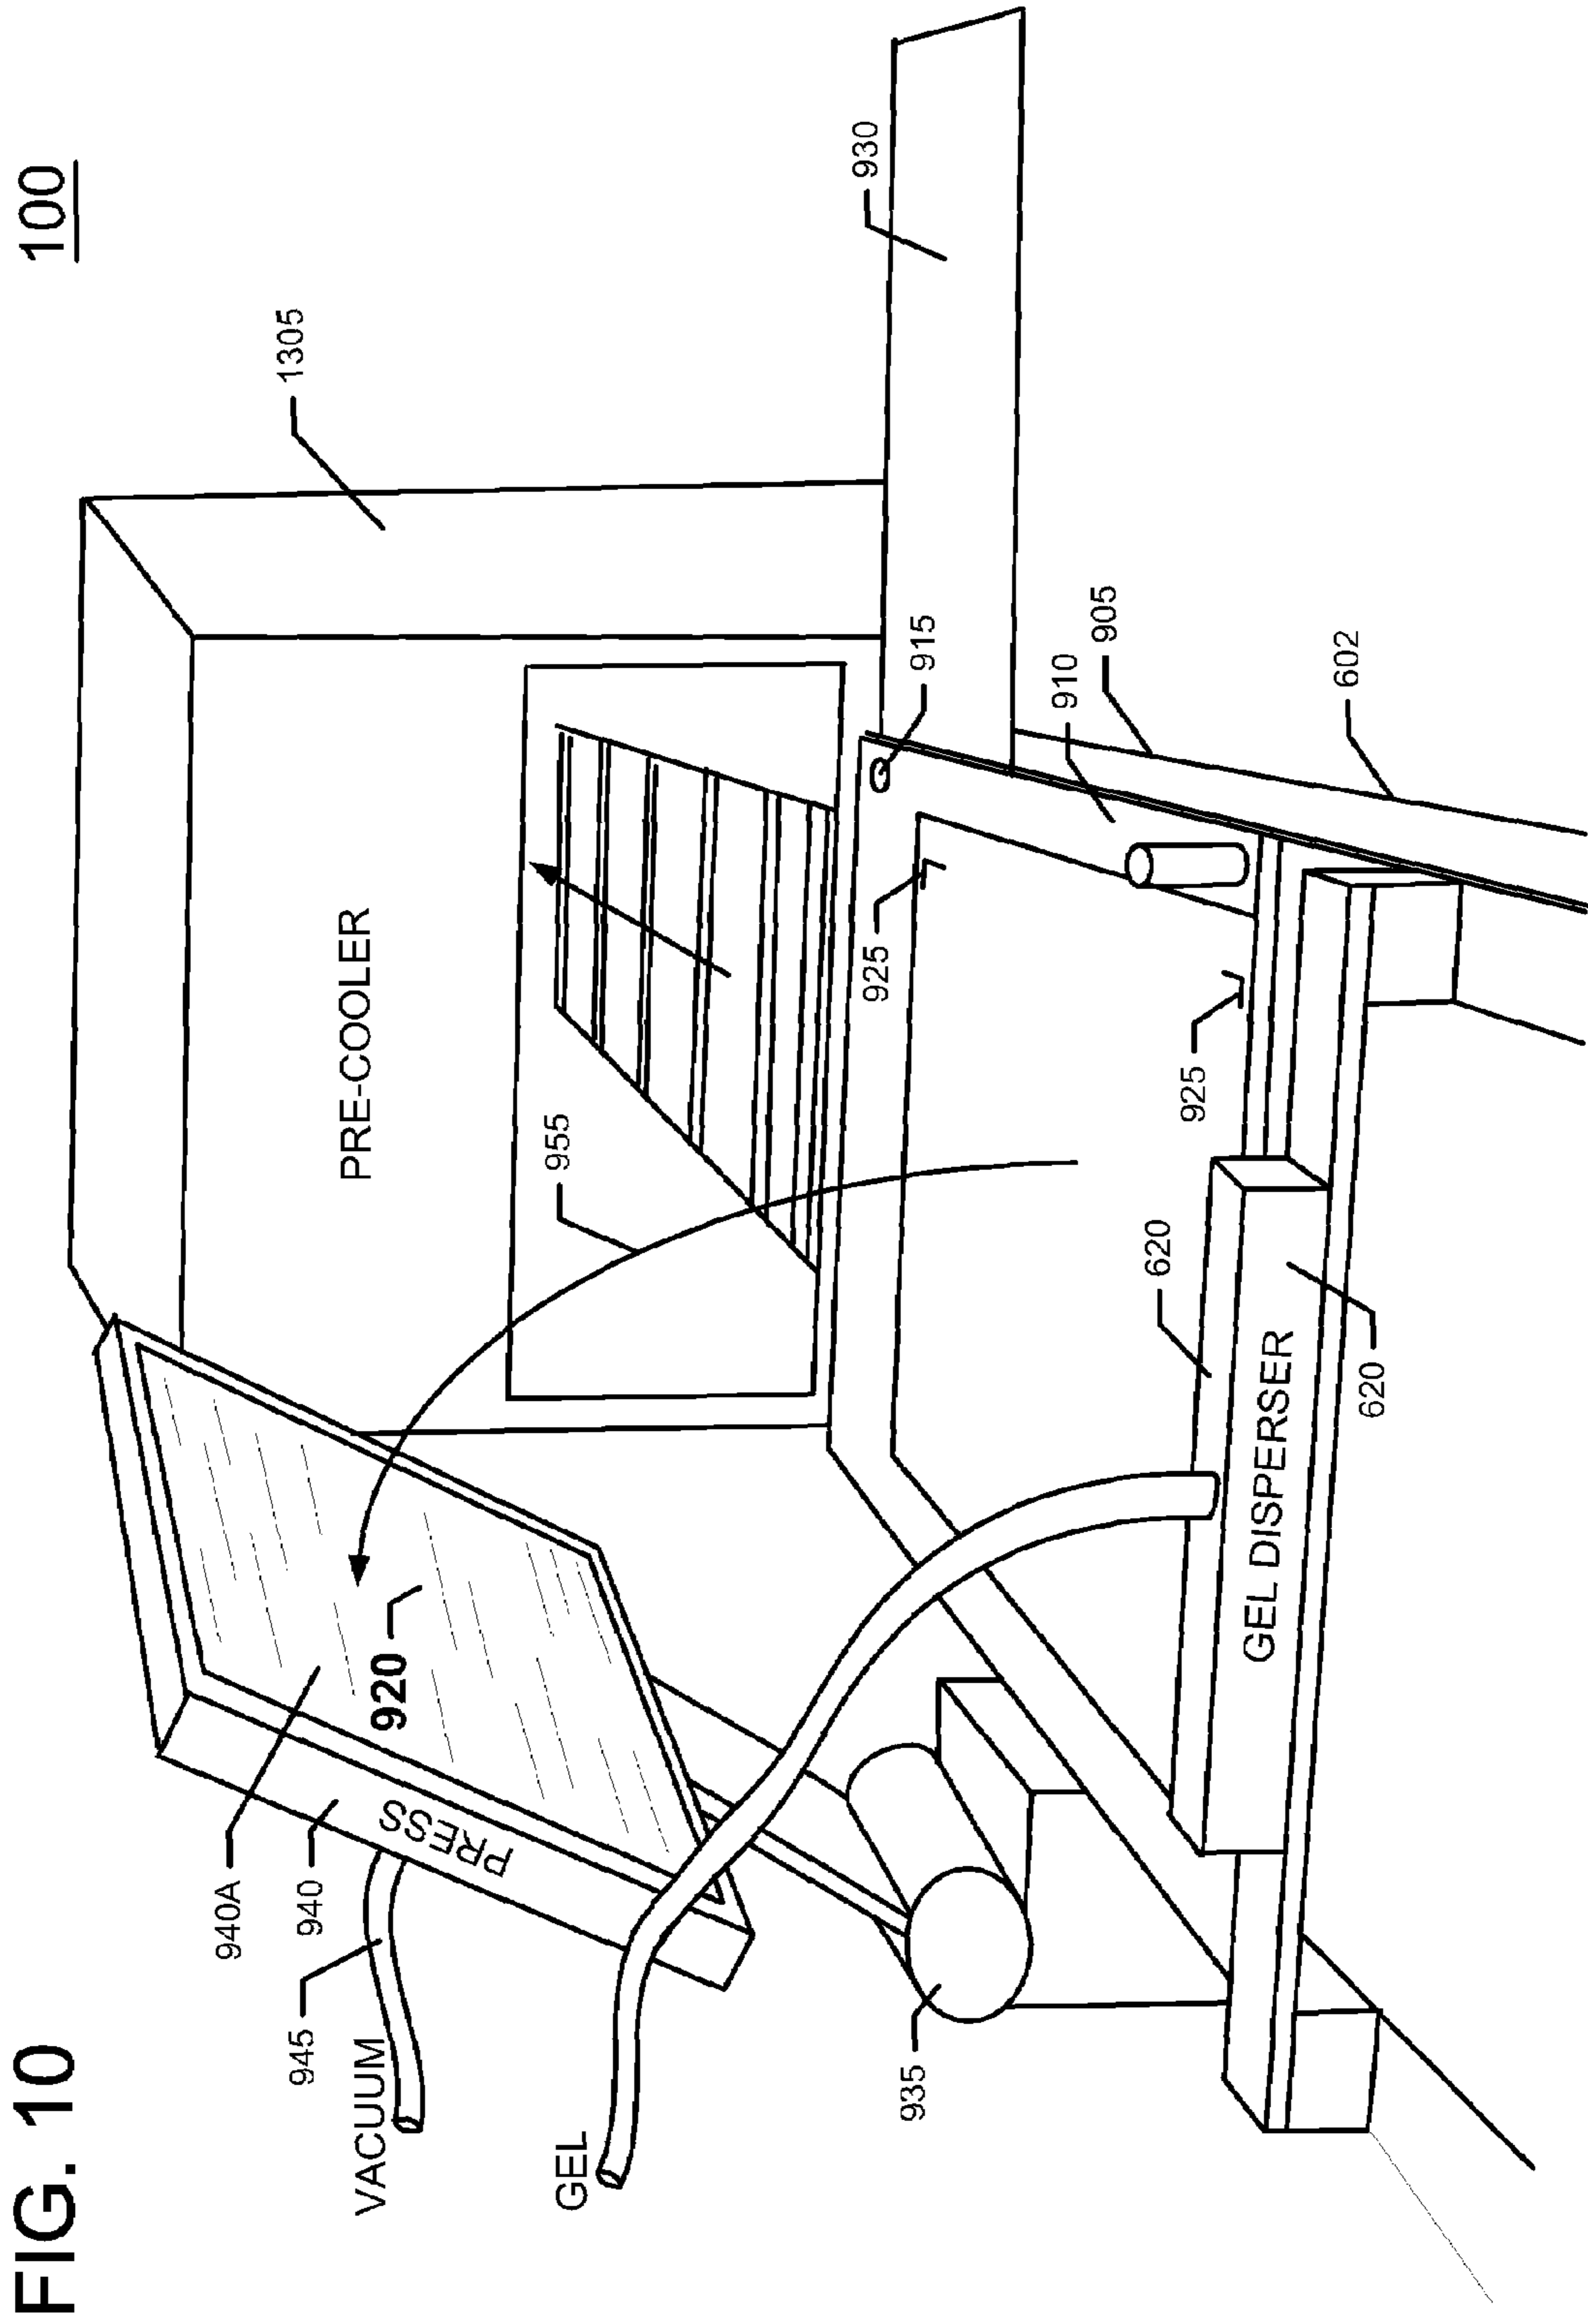 FIG. 10
100
1305
930
PRE-COOLER
955
915
925
910
905
602
925
620
620
GEL DISPERSER
920
940A
940
PRESS
945
VACUUM
GEL
935